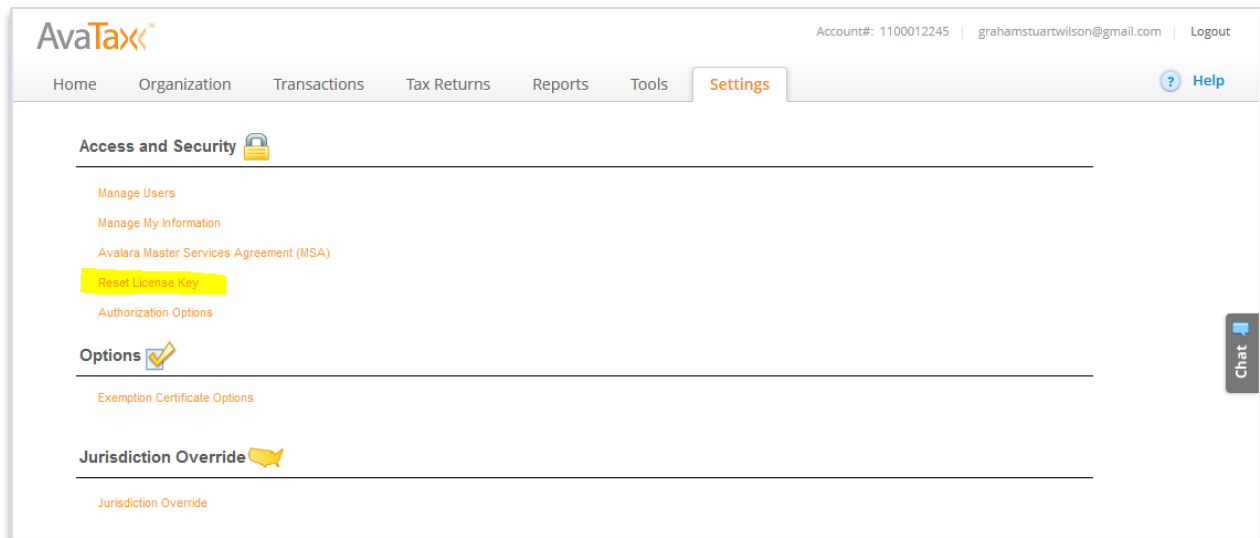 AvaTax
Account#: 1100012245 | grahamstuartwilson@gmail.com | Logout
Home Organization Transactions Tax Returns Reports Tools Settings ? Help
Access and Security
Manage Users
Manage My Information
Avalara Master Services Agreement (MSA)
Reset License Key
Authorization Options
Chat
Options
Exemption Certificate Options
Jurisdiction Override
Jurisdiction Override